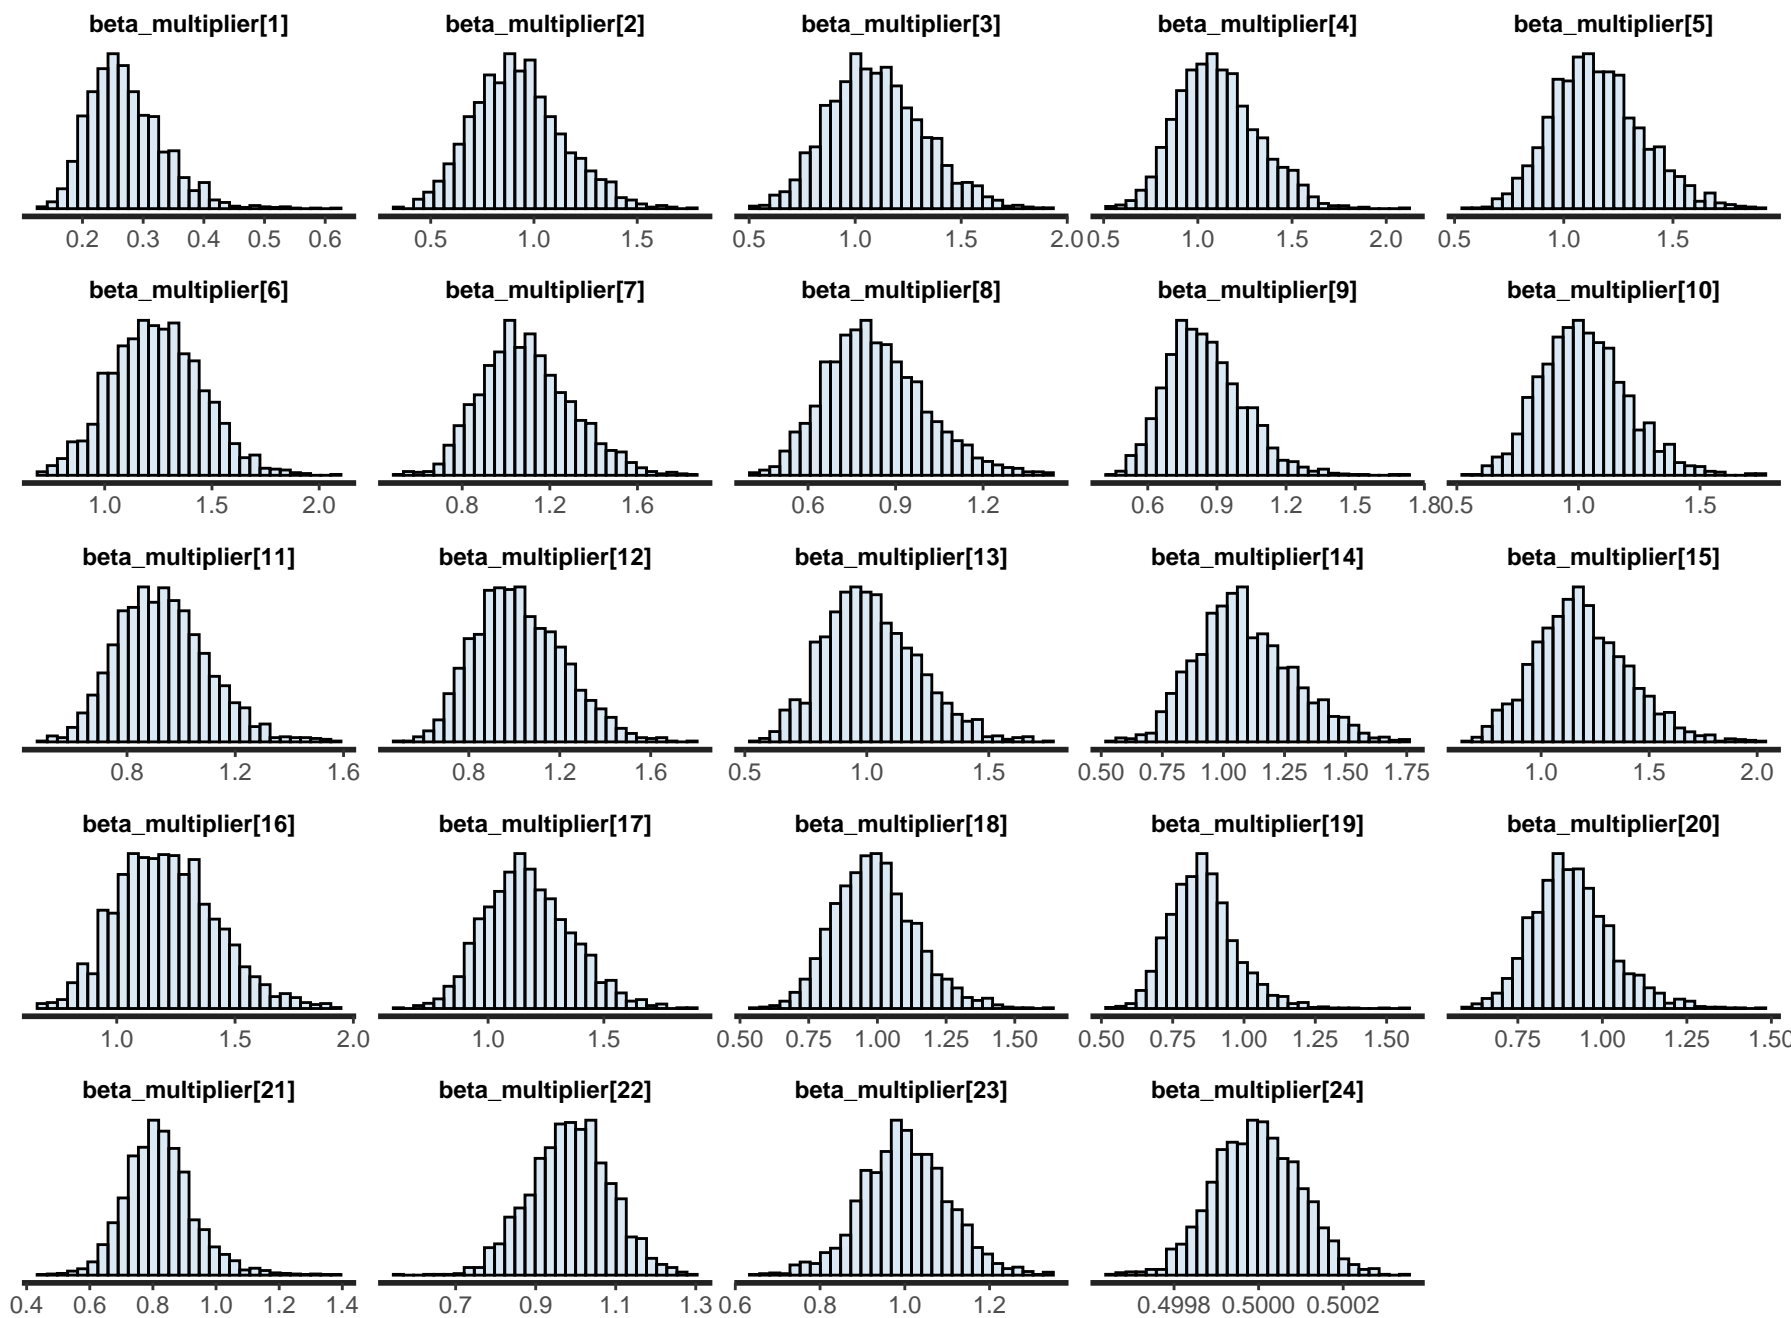 beta_multiplier[1] beta_multiplier[2] beta_multiplier[3] beta_multiplier[4] beta_multiplier[5]
0.2 0.3 0.4 0.5 0.6 0.5 1.0 1.5 0.5 1.0 1.5 2.0 0.5 1.0 1.5 2.0 0.5 1.0 1.5
beta_multiplier[6] beta_multiplier[7] beta_multiplier[8] beta_multiplier[9] beta_multiplier[10]
1.0 1.5 2.0 0.8 1.2 1.6 0.6 0.9 1.2 0.6 0.9 1.2 1.5 1.8 0.5 1.0 1.5
beta_multiplier[11] beta_multiplier[12] beta_multiplier[13] beta_multiplier[14] beta_multiplier[15]
0.8 1.2 1.6 0.8 1.2 1.6 0.5 1.0 1.5 0.50 0.75 1.00 1.25 1.50 1.75 1.0 1.5 2.0
beta_multiplier[16] beta_multiplier[17] beta_multiplier[18] beta_multiplier[19] beta_multiplier[20]
1.0 1.5 2.0 1.0 1.5 0.50 0.75 1.00 1.25 1.50 0.50 0.75 1.00 1.25 1.50 0.75 1.00 1.25 1.50
beta_multiplier[21] beta_multiplier[22] beta_multiplier[23] beta_multiplier[24]
0.4 0.6 0.8 1.0 1.2 1.4 0.7 0.9 1.1 1.3 0.6 0.8 1.0 1.2 0.4998 0.5000 0.5002